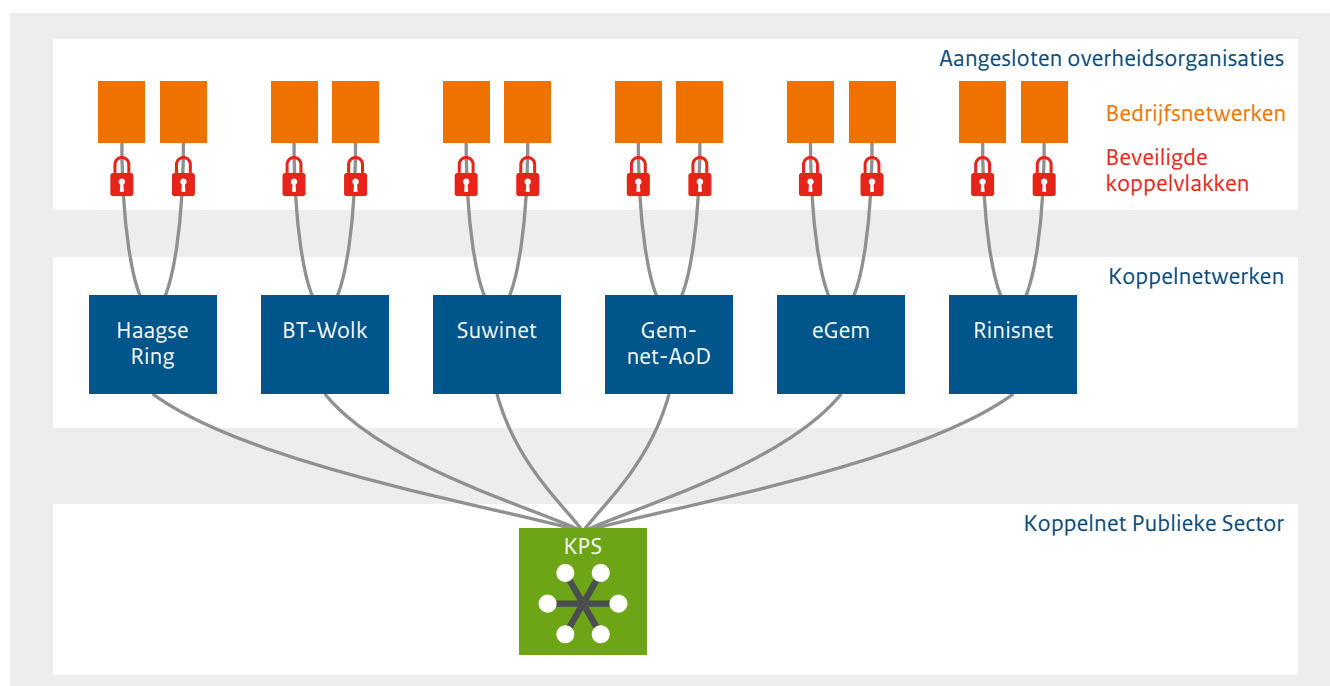 Aangesloten overheidsorganisaties
Bedrijfsnetwerken
Beveiligde
koppelvlakken
Koppelnetwerken
Haagse
Ring
BT-Wolk
Suwinet
Gem-
net-AoD
eGem
Rinisnet
Koppelnet Publieke Sector
KPS